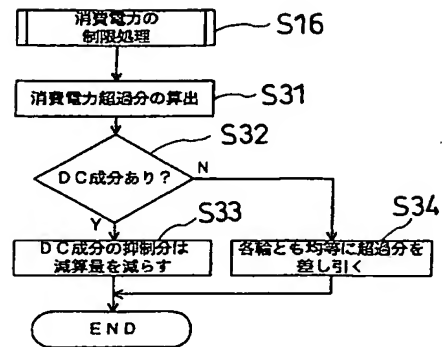 消費電力の
制限処理
S16
消費電力超過分の算出
S31
DC成分あり?
S32
N
Y
DC成分の抑制分は
減算量を減らす
S33
各輪とも均等に超過分を
差し引く
S34
END